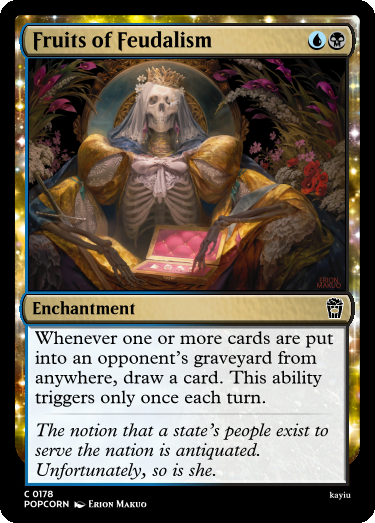 Fruits of Feudalism
ERION
MAKUO
Enchantment
Whenever one or more cards are put
into an opponent's graveyard from
anywhere, draw a card. This ability
triggers only once each turn.
The notion that a state's people exist to
serve the nation is antiquated.
Unfortunately, so is she.
C 0178
POPCORN Erion Makuo
kayiu